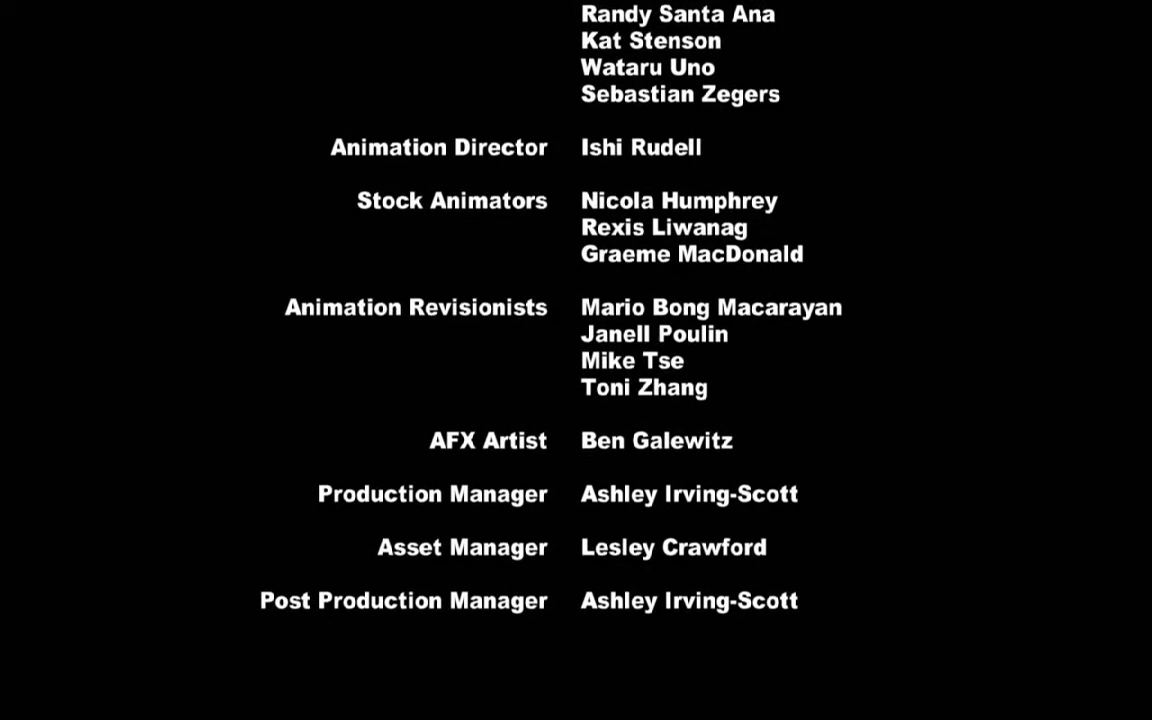 Randy Santa Ana
Kat Stenson
Wataru Uno
Sebastian Zegers
Animation Director Ishi Rudell
Stock Animators Nicola Humphrey
Rexis Liwanag
Graeme MacDonald
Animation Revisionists Mario Bong Macarayan
Janell Poulin
Mike Tse
Toni Zhang
AFX Artist Ben Galewitz
Production Manager Ashley Irving-Scott
Asset Manager Lesley Crawford
Post Production Manager Ashley Irving-Scott